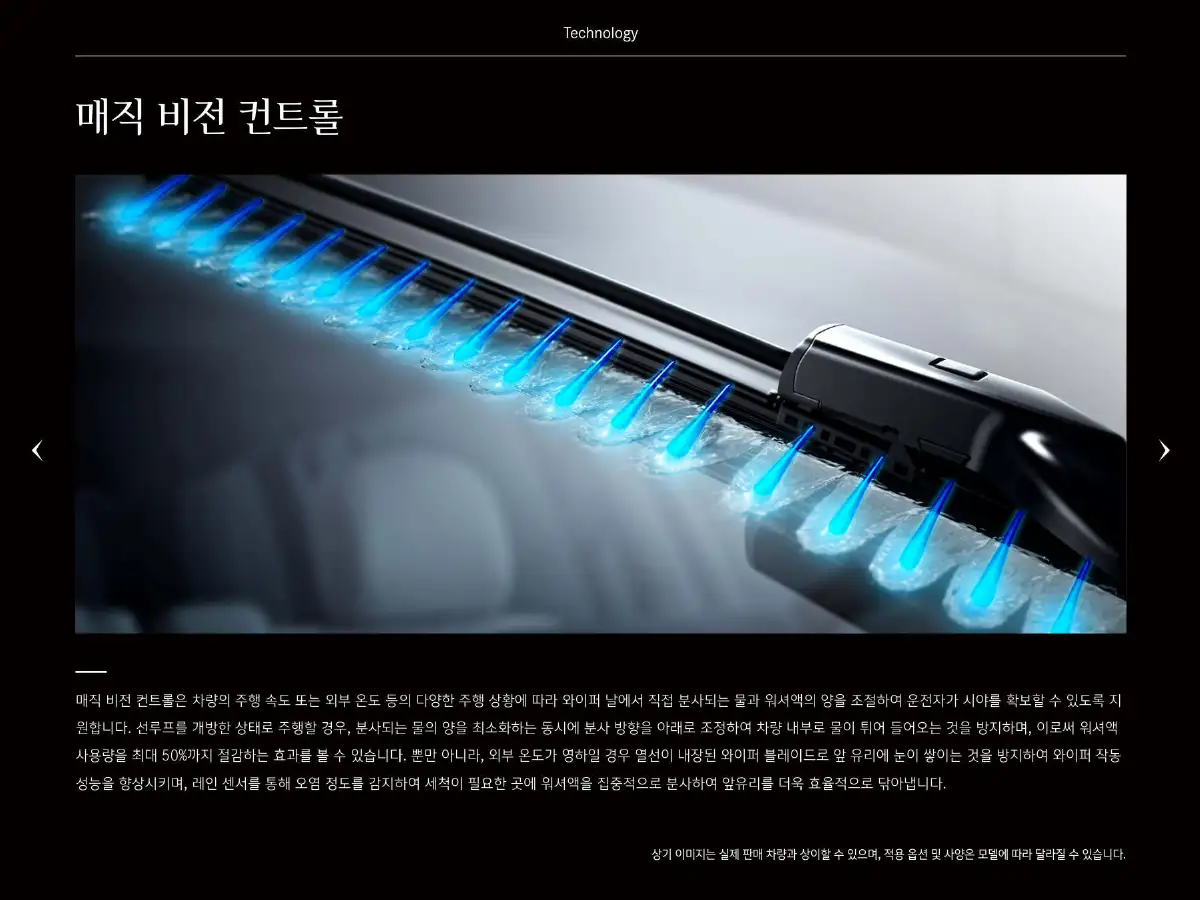 Technology
매직 비전 컨트롤
매직 비전 컨트롤은 차량의 주행 속도 또는 외부 온도 등의 다양한 주행 상황에 따라 와이퍼 날에서 직접 분사되는 물과 워셔액의 양을 조절하여 운전자가 시야를 확보할 수 있도록 지
원합니다. 선루프를 개방한 상태로 주행할 경우, 분사되는 물의 양을 최소화하는 동시에 분사 방향을 아래로 조정하여 차량 내부로 물이 튀어 들어오는 것을 방지하며, 이로써 워셔액
사용량을 최대 50%까지 절감하는 효과를 볼 수 있습니다. 뿐만 아니라, 외부 온도가 영하일 경우 열선이 내장된 와이퍼 블레이드로 앞 유리에 눈이 쌓이는 것을 방지하여 와이퍼 작동
성능을 향상시키며, 레인 센서를 통해 오염 정도를 감지하여 세척이 필요한 곳에 워셔액을 집중적으로 분사하여 앞유리를 더욱 효율적으로 닦아냅니다.
상기 이미지는 실제 판매 차량과 상이할 수 있으며, 적용 옵션 및 사양은 모델에 따라 달라질 수 있습니다.